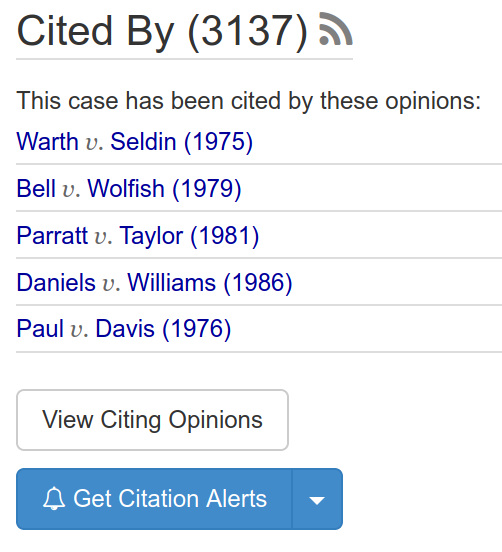 Cited By (3137)
This case has been cited by these opinions:
Warth v. Seldin (1975)
Bell v. Wolfish (1979)
Parratt v. Taylor (1981)
Daniels v. Williams (1986)
Paul v. Davis (1976)
View Citing Opinions
Get Citation Alerts